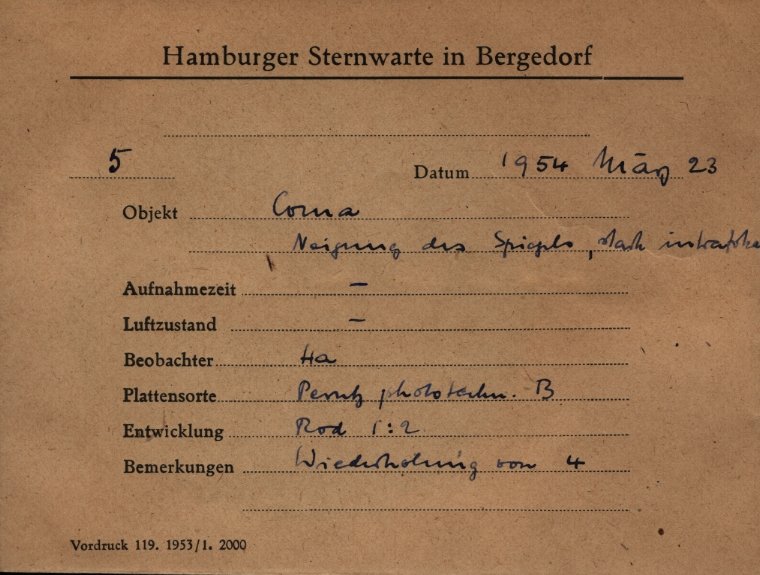 Hamburger Sternwarte in Bergedorf
5 Datum 1954 März 23
Objekt Coma
Neigung des Spiegels, stark
Aufnahmezeit –
Luftzustand –
Beobachter Ha
Plattensorte Perutz phototechn. B
Entwicklung Rod 1:2
Bemerkungen Wiederholung von 4
Vordruck 119. 1953/1. 2000